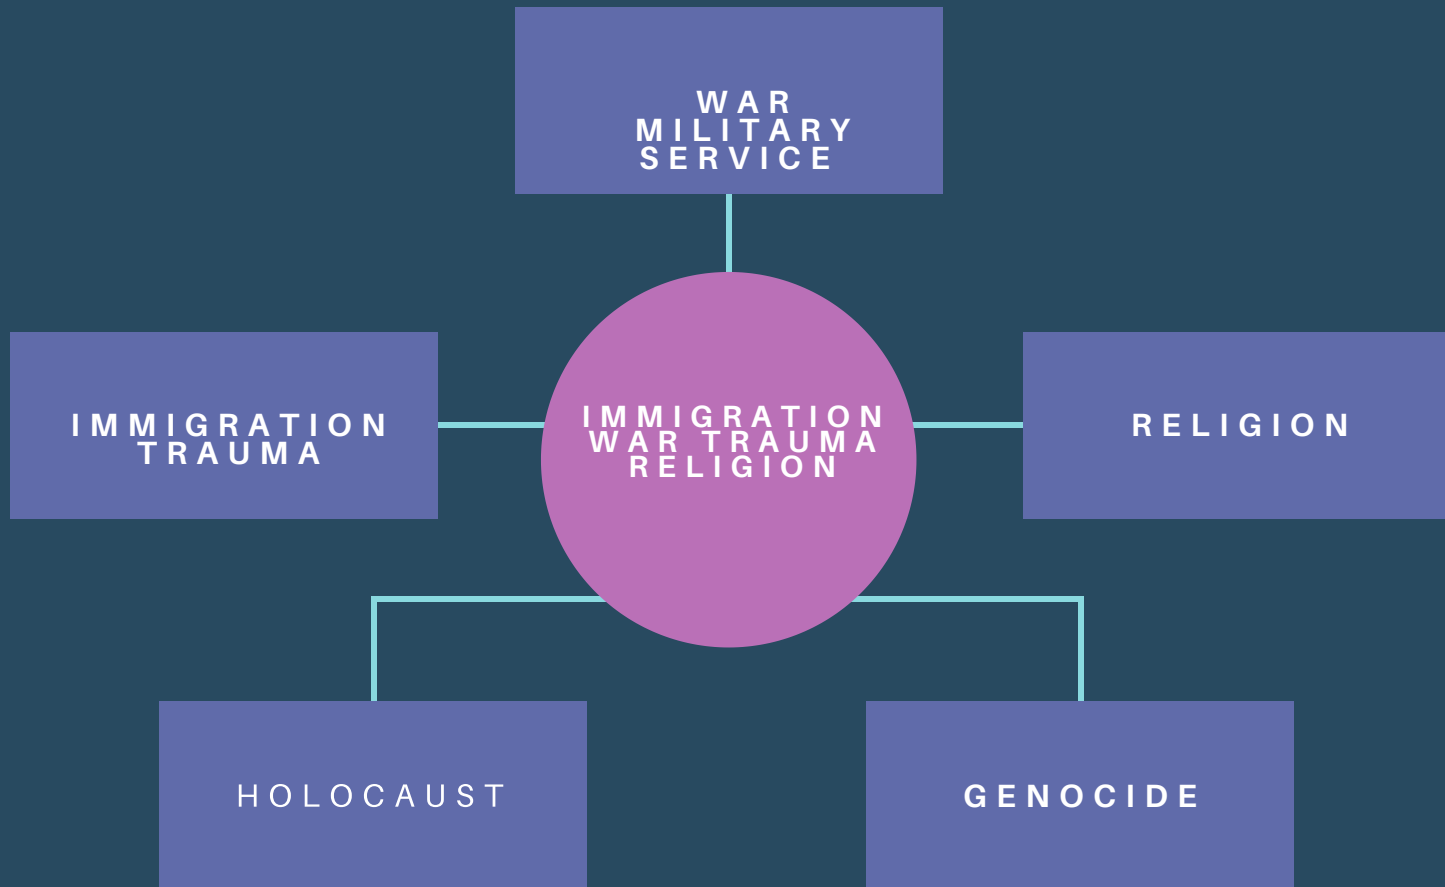 WAR
MILITARY
SERVICE
IMMIGRATION
TRAUMA
IMMIGRATION
WAR TRAUMA
RELIGION
RELIGION
HOLOCAUST
GENOCIDE